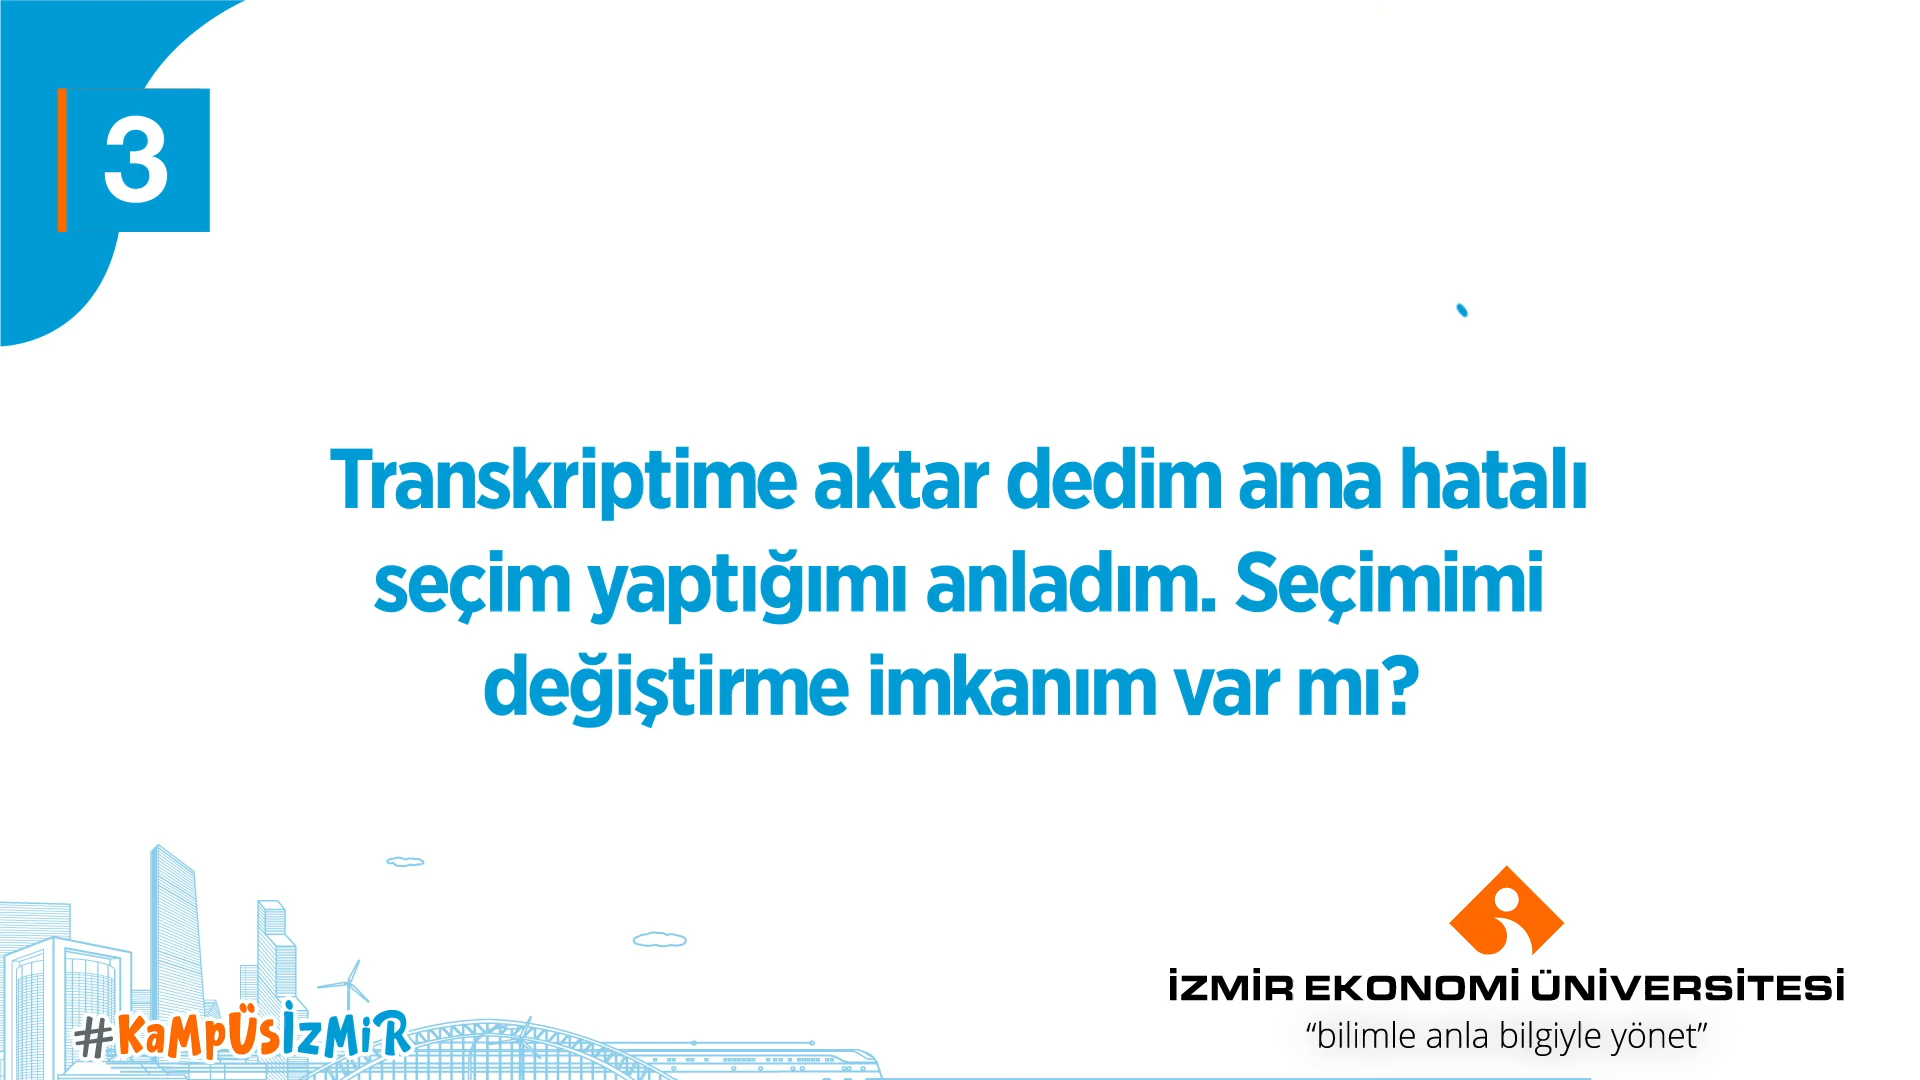 3
Transkriptime aktar dedim ama hatalı
seçim yaptığımı anladım. Seçimimi
değiştirme imkanım var mı?
#KaMPÜSİZMİR
İZMİR EKONOMİ ÜNİVERSİTESİ
“bilimle anla bilgiyle yönet”